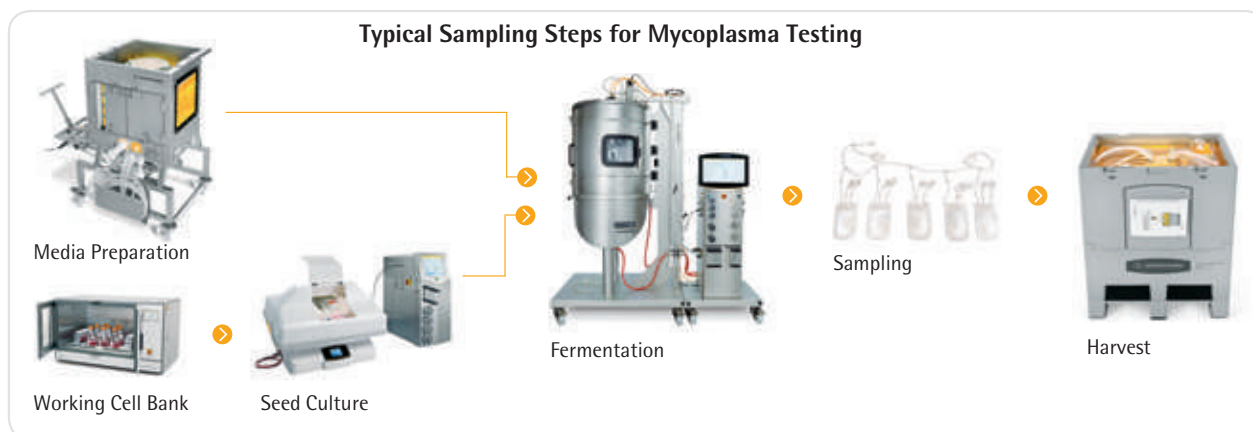 Typical Sampling Steps for Mycoplasma Testing
Media Preparation
Working Cell Bank
Seed Culture
Fermentation
Sampling
Harvest